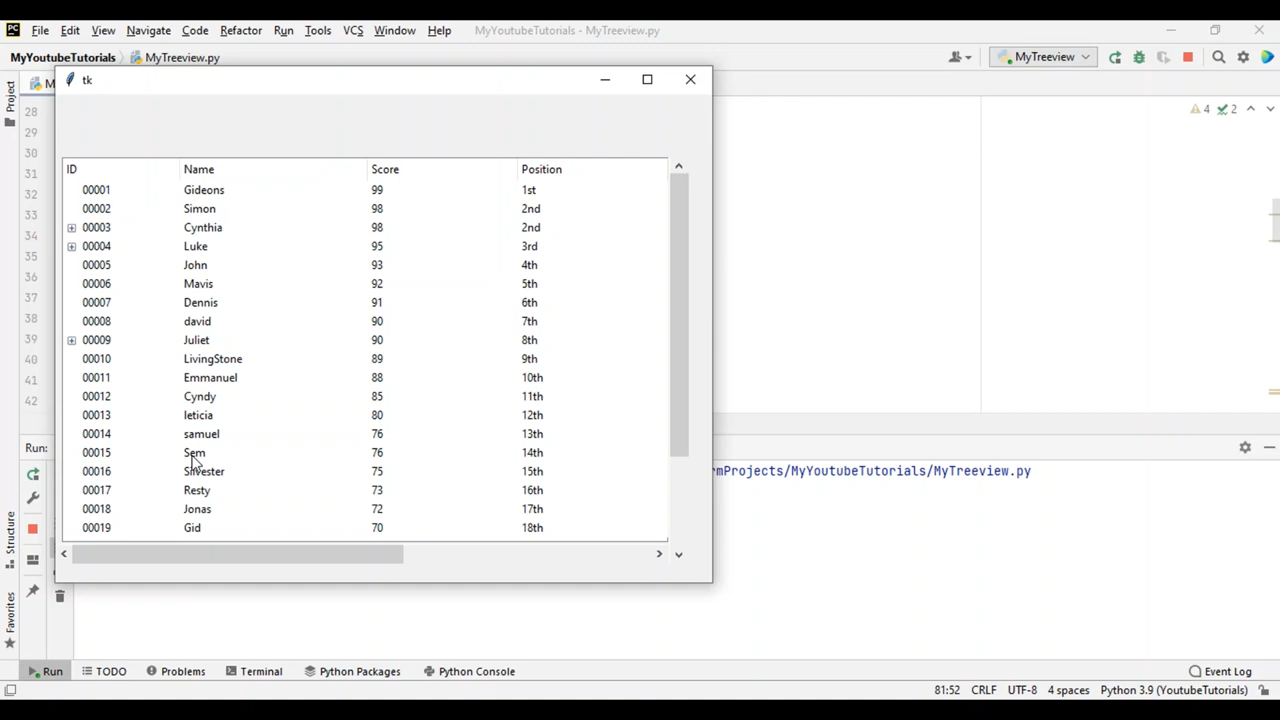 PC File Edit View Navigate Code Refactor Run Tools VCS Window Help MyYoutubeTutorials - MyTreeview.py
MyYoutubeTutorials MyTreeview.py MyTreeview
Project
M
4 2
tk
28
29
30
31
32
33
34
35
36
37
38
39
40
41
42
ID Name Score Position
00001 Gideons 99 1st
00002 Simon 98 2nd
00003 Cynthia 98 2nd
00004 Luke 95 3rd
00005 John 93 4th
00006 Mavis 92 5th
00007 Dennis 91 6th
00008 david 90 7th
00009 Juliet 90 8th
00010 LivingStone 89 9th
00011 Emmanuel 88 10th
00012 Cyndy 85 11th
00013 leticia 80 12th
00014 samuel 76 13th
00015 Sem 76 14th
00016 Silvester 75 15th
00017 Resty 73 16th
00018 Jonas 72 17th
00019 Gid 70 18th
Run:
rmProjects/MyYoutubeTutorials/MyTreeview.py
Structure
Favorites
Run TODO Problems Terminal Python Packages Python Console Event Log
81:52 CRLF UTF-8 4 spaces Python 3.9 (YoutubeTutorials)